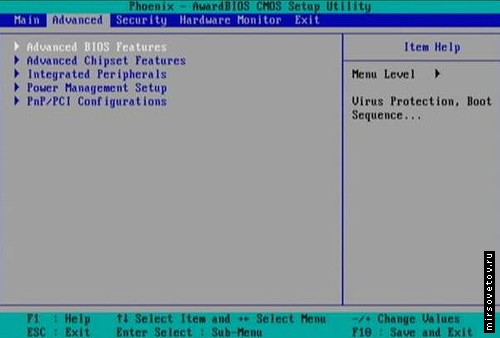 Phoenix - AwardBIOS CMOS Setup Utility
Main Advanced Security Hardware Monitor Exit
Advanced BIOS Features
Advanced Chipset Features
Integrated Peripherals
Power Management Setup
PnP/PCI Configurations
Item Help
Menu Level
Virus Protection, Boot
Sequence...
F1 : Help ↑↓ Select Item and →← Select Menu -/+ Change Values
ESC : Exit Enter Select : Sub-Menu F10 : Save and Exit
mirsovetov.ru